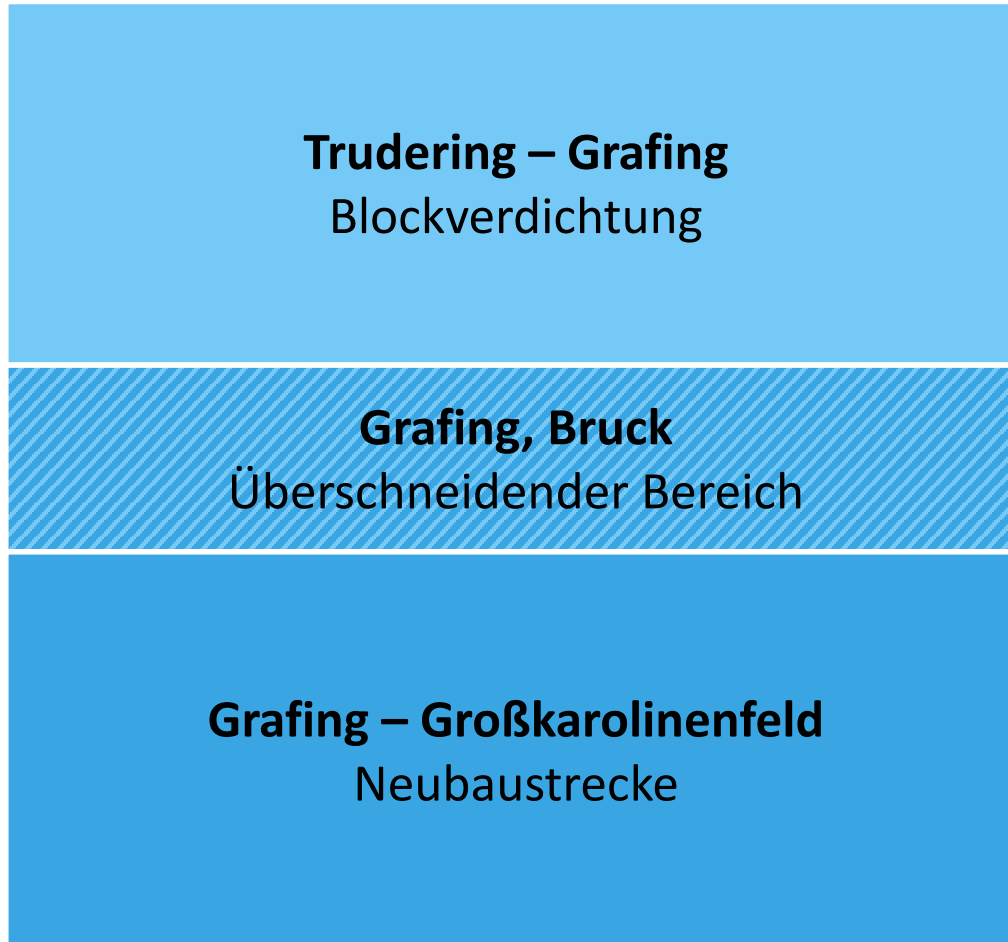 Trudering – Grafing
Blockverdichtung
Grafing, Bruck
Überschneidender Bereich
Grafing – Großkarolinenfeld
Neubaustrecke